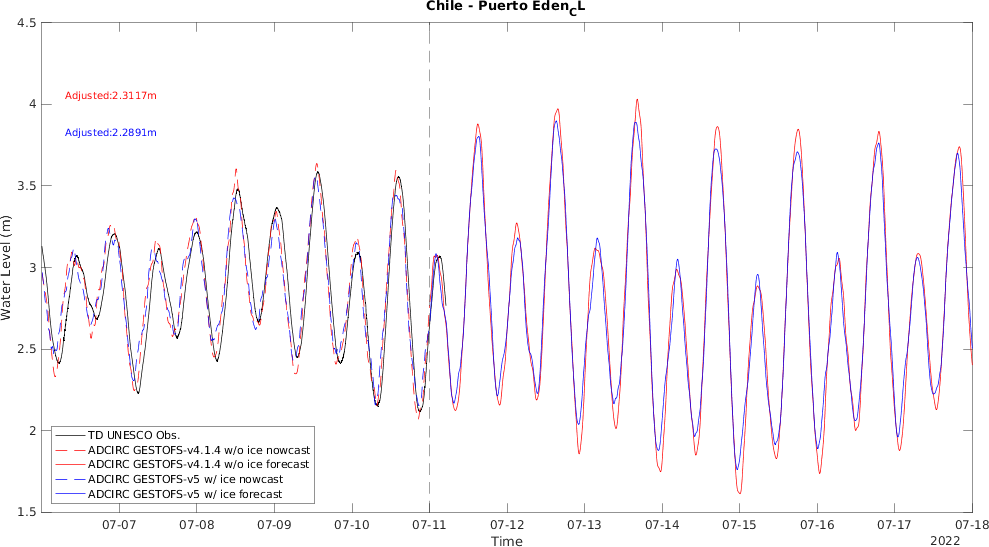 Chile - Puerto Eden_CL
Adjusted:2.3117m
Adjusted:2.2891m
Water Level (m)
4.5
4
3.5
3
2.5
2
1.5
TD UNESCO Obs.
ADCIRC GESTOFS-v4.1.4 w/o ice nowcast
ADCIRC GESTOFS-v4.1.4 w/o ice forecast
ADCIRC GESTOFS-v5 w/ ice nowcast
ADCIRC GESTOFS-v5 w/ ice forecast
07-07 07-08 07-09 07-10 07-11 07-12 07-13 07-14 07-15 07-16 07-17 07-18
Time
2022